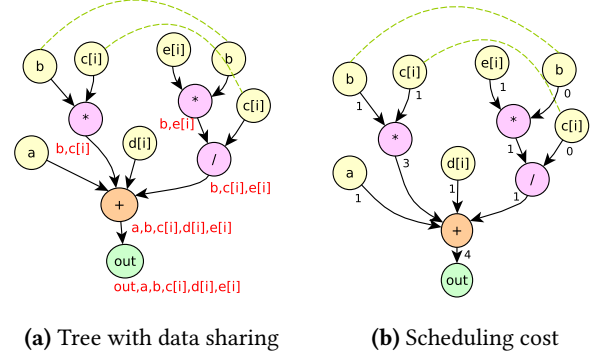 b
c[i]
e[i]
b
c[i]
*
*
b,e[i]
a
b,c[i]
d[i]
/
b,c[i],e[i]
+
a,b,c[i],d[i],e[i]
out
out,a,b,c[i],d[i],e[i]
(a) Tree with data sharing
b
1
c[i]
1
e[i]
1
b
0
c[i]
0
*
3
*
1
a
1
d[i]
1
/
1
+
4
out
(b) Scheduling cost